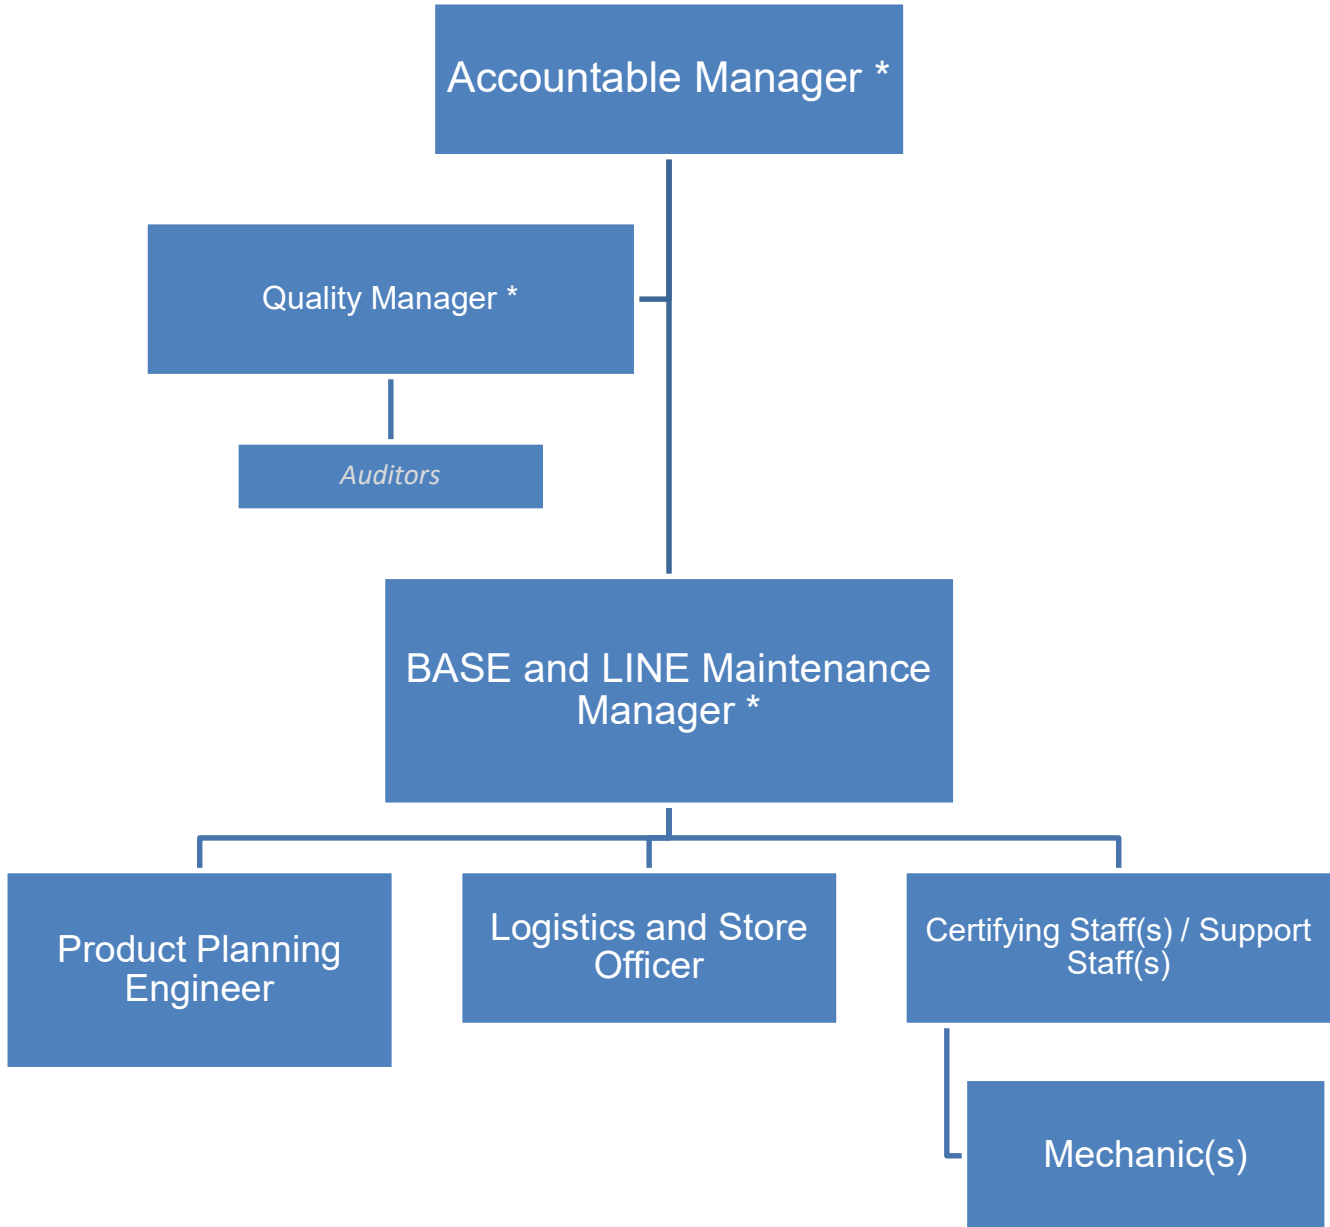 Accountable Manager *
Quality Manager *
Auditors
BASE and LINE Maintenance
Manager *
Product Planning
Engineer
Logistics and Store
Officer
Certifying Staff(s) / Support
Staff(s)
Mechanic(s)